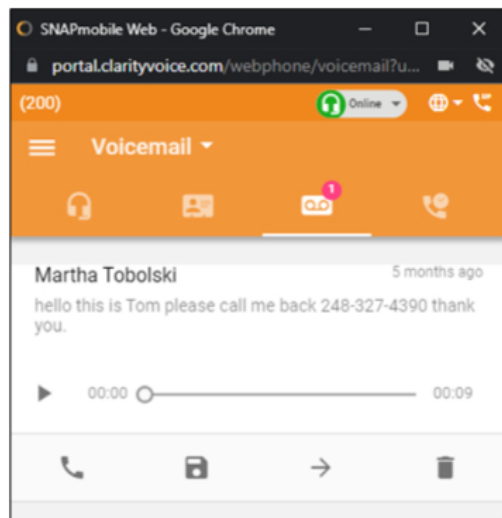 SNAPmobile Web - Google Chrome
portal.clarityvoice.com/webphone/voicemail?u...
(200)
Online
Voicemail
1
Martha Tobolski
5 months ago
hello this is Tom please call me back 248-327-4390 thank
you.
00:00
00:09